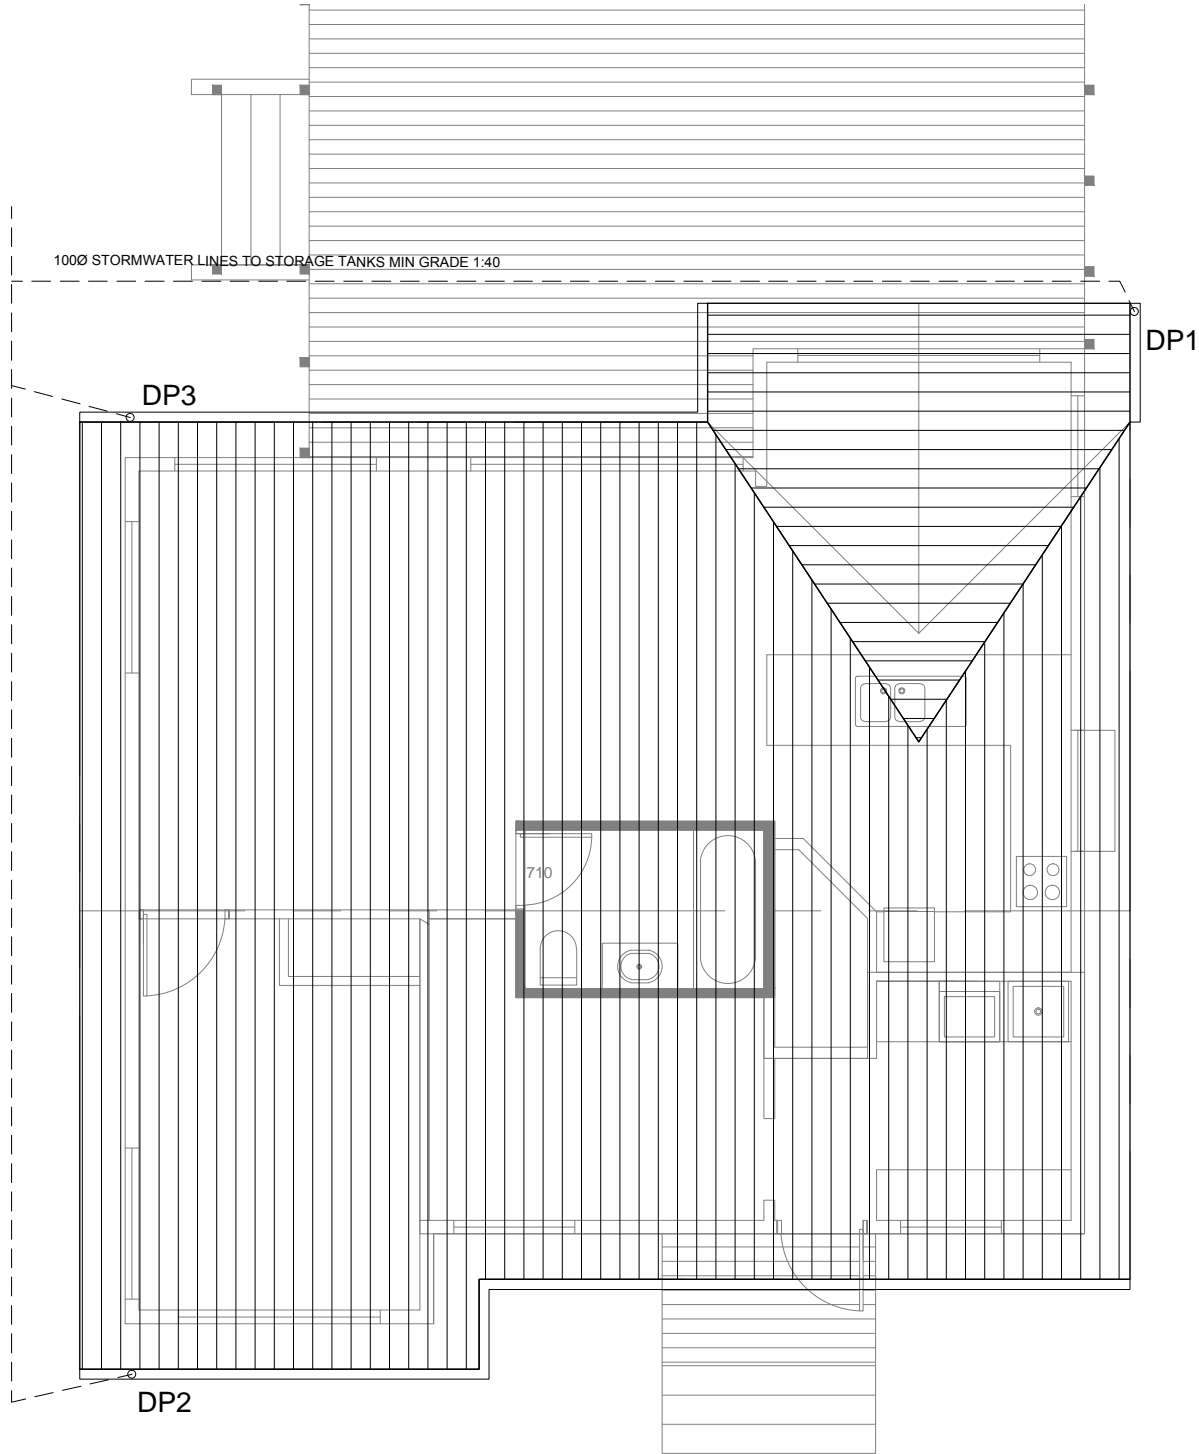 100Ø STORMWATER LINES TO STORAGE TANKS MIN GRADE 1:40
DP1
DP3
710
DP2